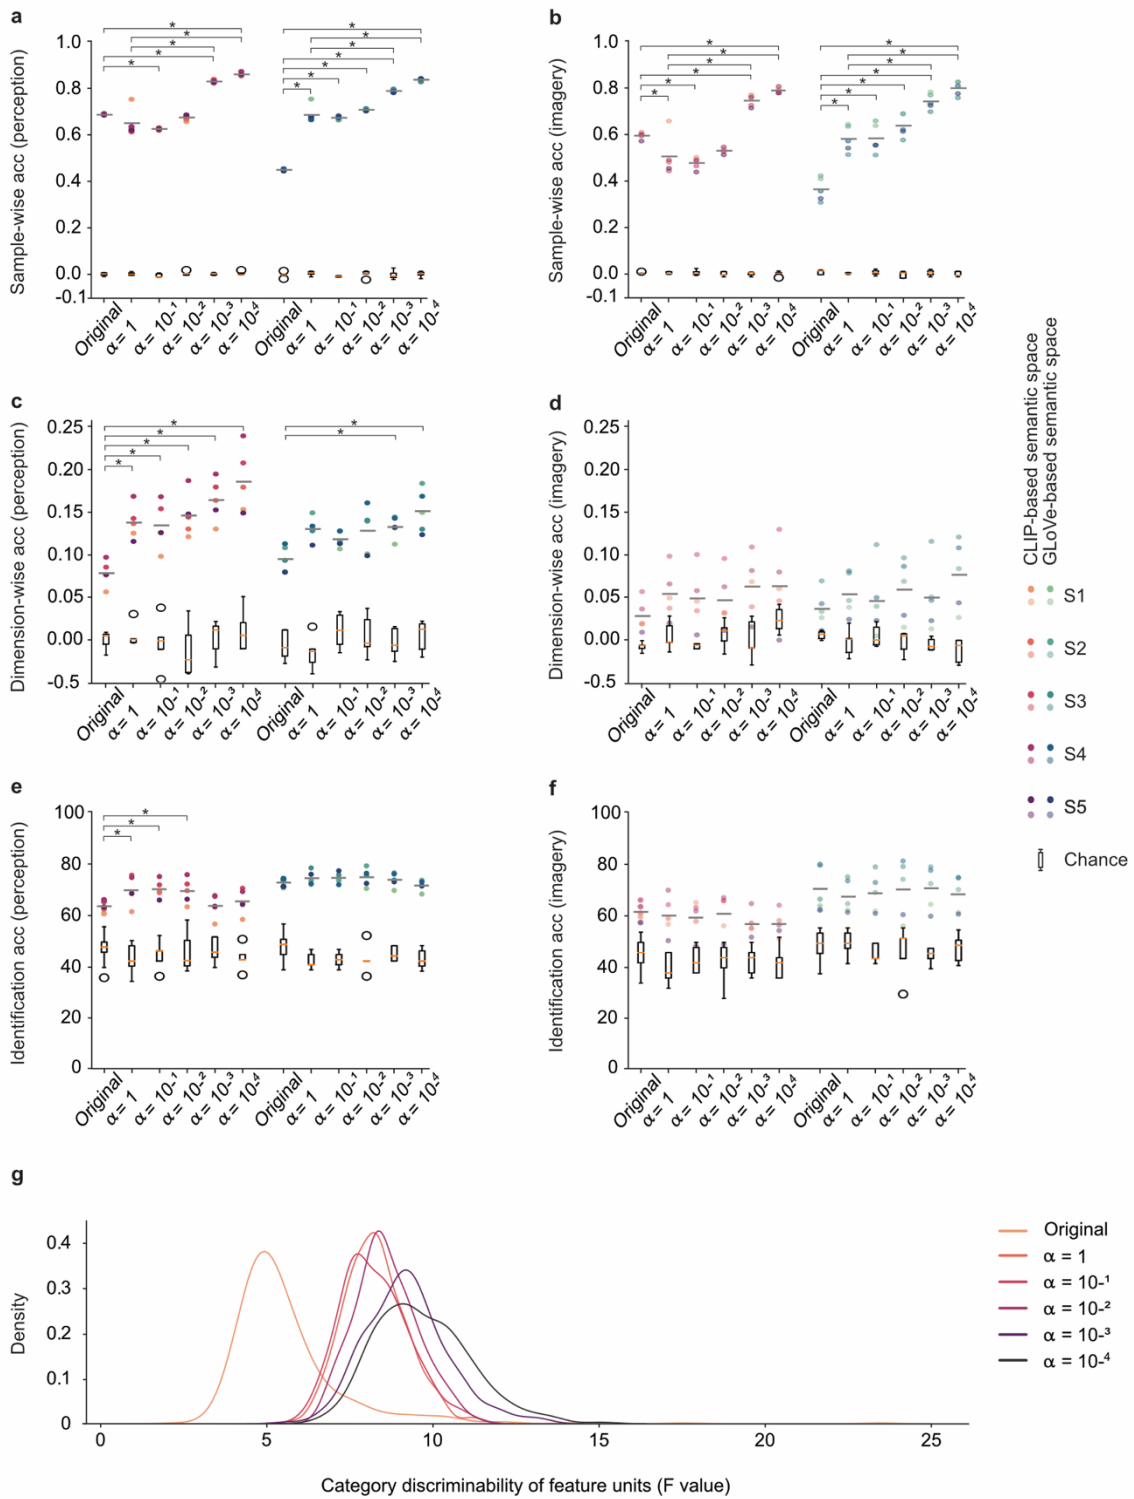 a
Sample-wise acc (perception)
* * * * *
* * * * * * *
1.0
0.8
0.6
0.4
0.2
0.0
-0.1
Original α = 1 α = 10-¹ α = 10-² α = 10-³ α = 10⁴ Original α = 1 α = 10-¹ α = 10-² α = 10-³ α = 10-⁴
b
Sample-wise acc (imagery)
* * * * * *
* * * * * * *
1.0
0.8
0.6
0.4
0.2
0.0
-0.1
Original α = 1 α = 10-¹ α = 10-² α = 10-³ α = 10-⁴ Original α = 1 α = 10-¹ α = 10-² α = 10-³ α = 10-⁴
c
Dimension-wise acc (perception)
* * * * *
* *
0.25
0.20
0.15
0.10
0.05
0.00
-0.5
Original α = 1 α = 10-¹ α = 10-² α = 10-³ α = 10⁴ Original α = 1 α = 10-¹ α = 10-² α = 10-³ α = 10⁴
d
Dimension-wise acc (imagery)
0.25
0.20
0.15
0.10
0.05
0.00
-0.5
Original α = 1 α = 10-¹ α = 10-² α = 10-³ α = 10⁴ Original α = 1 α = 10-¹ α = 10-² α = 10-³ α = 10-⁴
CLIP-based semantic space
GLoVe-based semantic space
S1
S2
S3
S4
S5
Chance
e
Identification acc (perception)
* * *
100
80
60
40
20
0
Original α = 1 α = 10-¹ α = 10-² α = 10-³ α = 10⁴ Original α = 1 α = 10-¹ α = 10-² α = 10-³ α = 10-⁴
f
Identification acc (imagery)
100
80
60
40
20
0
Original α = 1 α = 10-¹ α = 10-² α = 10-³ α = 10-⁴ Original α = 1 α = 10-¹ α = 10-² α = 10-³ α = 10-⁴
g
Density
0.4
0.3
0.2
0.1
0
0 5 10 15 20 25
Category discriminability of feature units (F value)
Original
α = 1
α = 10-¹
α = 10-²
α = 10-³
α = 10-⁴